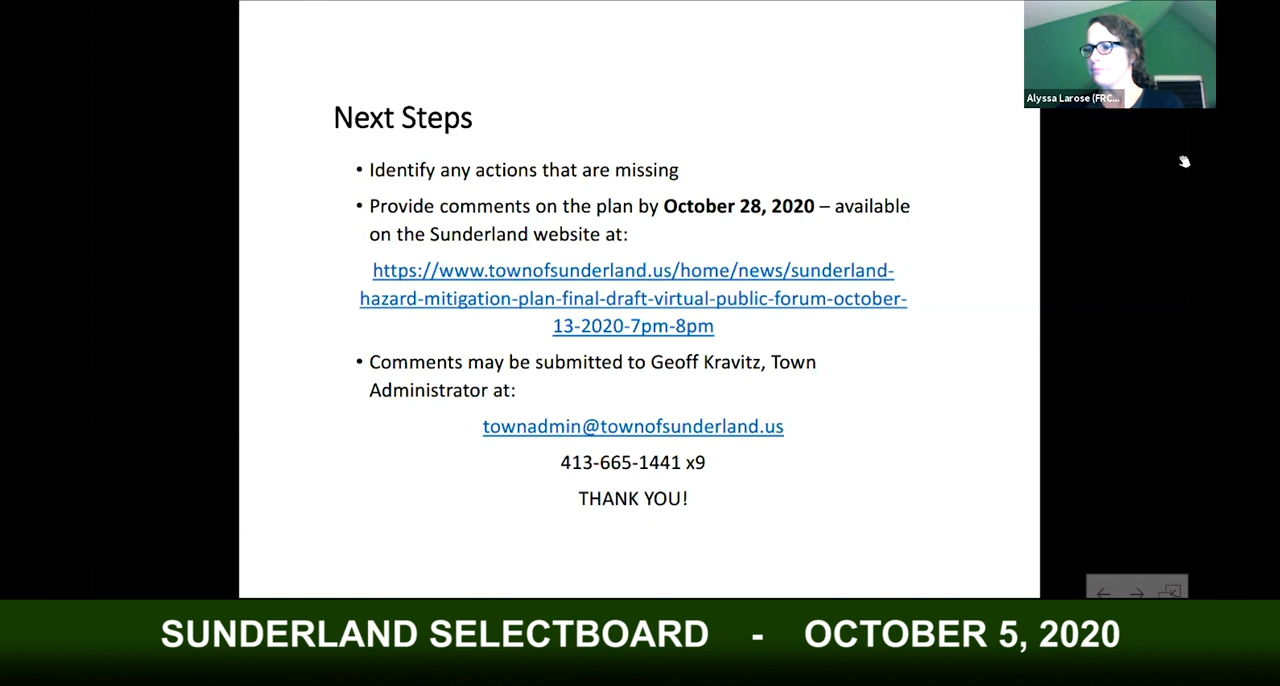 Alyssa Larose (FRC...
Next Steps
• Identify any actions that are missing
• Provide comments on the plan by October 28, 2020 – available
on the Sunderland website at:
https://www.townofsunderland.us/home/news/sunderland-
hazard-mitigation-plan-final-draft-virtual-public-forum-october-
13-2020-7pm-8pm
• Comments may be submitted to Geoff Kravitz, Town
Administrator at:
townadmin@townofsunderland.us
413-665-1441 x9
THANK YOU!
SUNDERLAND SELECTBOARD - OCTOBER 5, 2020